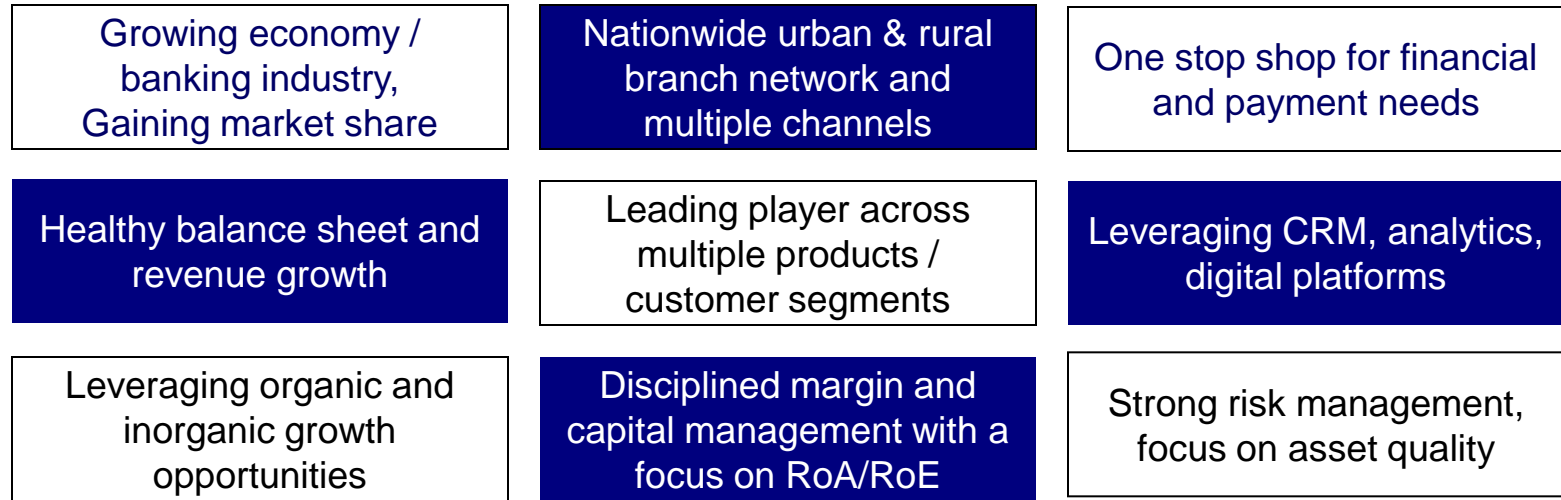 Growing economy /
banking industry,
Gaining market share
Nationwide urban & rural
branch network and
multiple channels
One stop shop for financial
and payment needs
Healthy balance sheet and
revenue growth
Leading player across
multiple products /
customer segments
Leveraging CRM, analytics,
digital platforms
Leveraging organic and
inorganic growth
opportunities
Disciplined margin and
capital management with a
focus on RoA/RoE
Strong risk management,
focus on asset quality